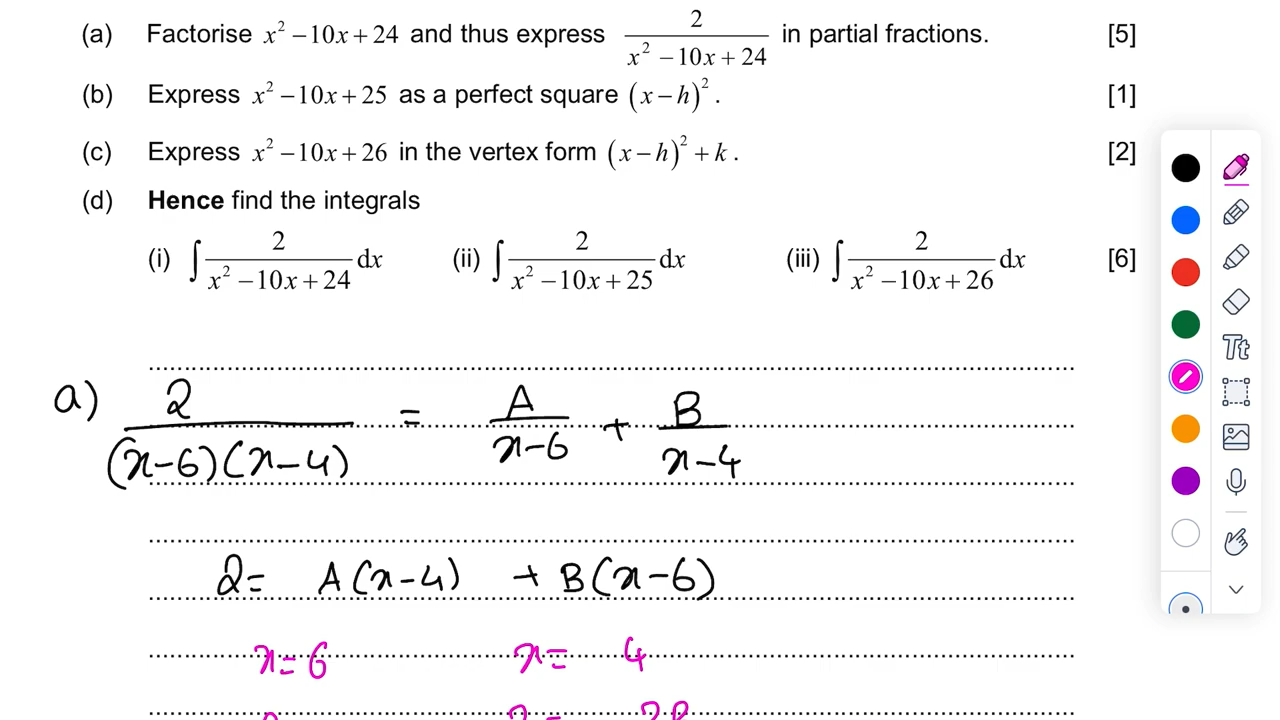 (a) Factorise x² − 10x + 24 and thus express 2/(x² − 10x + 24) in partial fractions. [5]
(b) Express x² − 10x + 25 as a perfect square (x − h)². [1]
(c) Express x² − 10x + 26 in the vertex form (x − h)² + k. [2]
(d) Hence find the integrals
(i) ∫ 2/(x² − 10x + 24) dx (ii) ∫ 2/(x² − 10x + 25) dx (iii) ∫ 2/(x² − 10x + 26) dx [6]
a) 2/((x−6)(x−4)) = A/(x−6) + B/(x−4)
2 = A(x−4) + B(x−6)
x = 6 x = 4
Tt